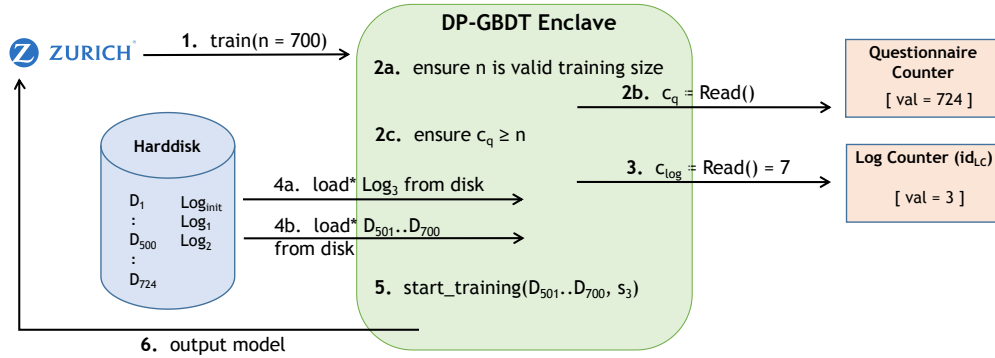 DP-GBDT Enclave
ZURICH
1. train(n = 700)
2a. ensure n is valid training size
2b. c_q = Read()
Questionnaire
Counter
[ val = 724 ]
2c. ensure c_q ≥ n
3. c_log = Read() = 7
Log Counter (id_LC)
[ val = 3 ]
Harddisk
D_1 Log_init
: Log_1
D_500 Log_2
:
D_724
4a. load* Log_3 from disk
4b. load* D_501..D_700
from disk
5. start_training(D_501..D_700, s_3)
6. output model